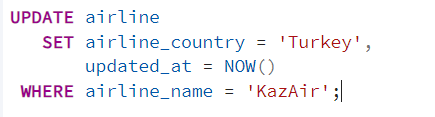 UPDATE airline
SET airline_country = 'Turkey',
updated_at = NOW()
WHERE airline_name = 'KazAir';